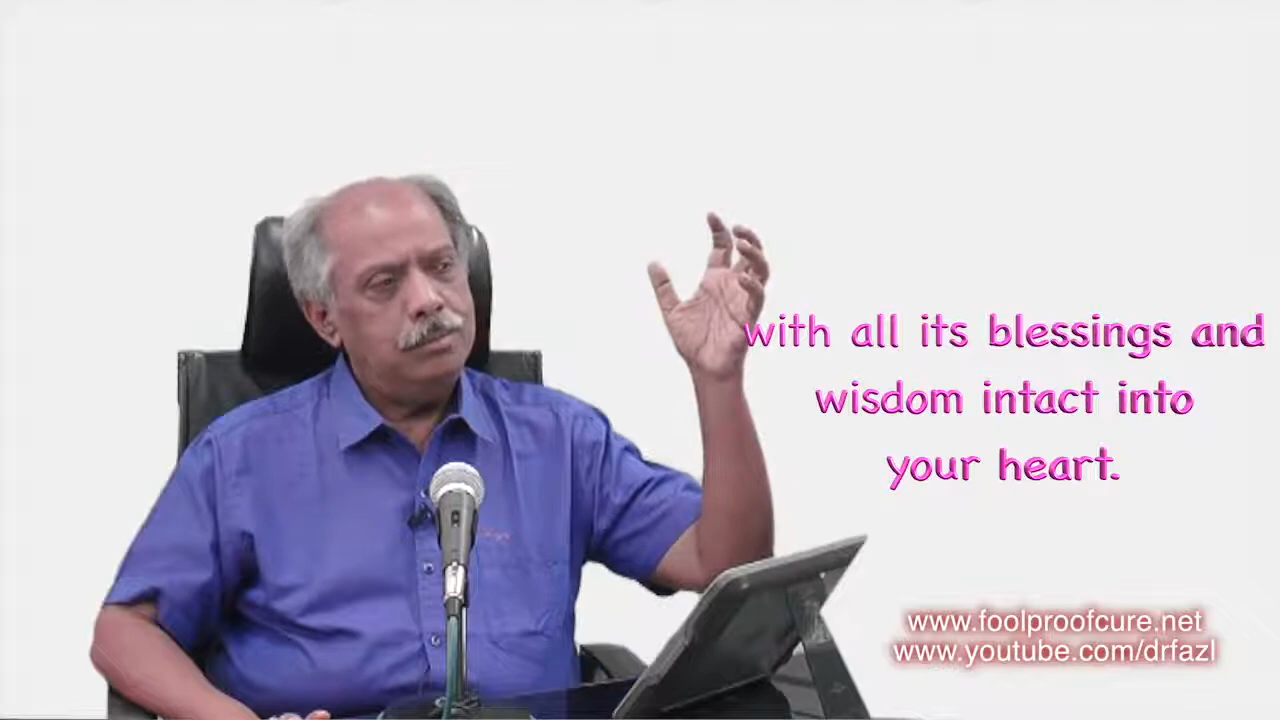 with all its blessings and
wisdom intact into
your heart.
www.foolproofcure.net
www.youtube.com/drfazl